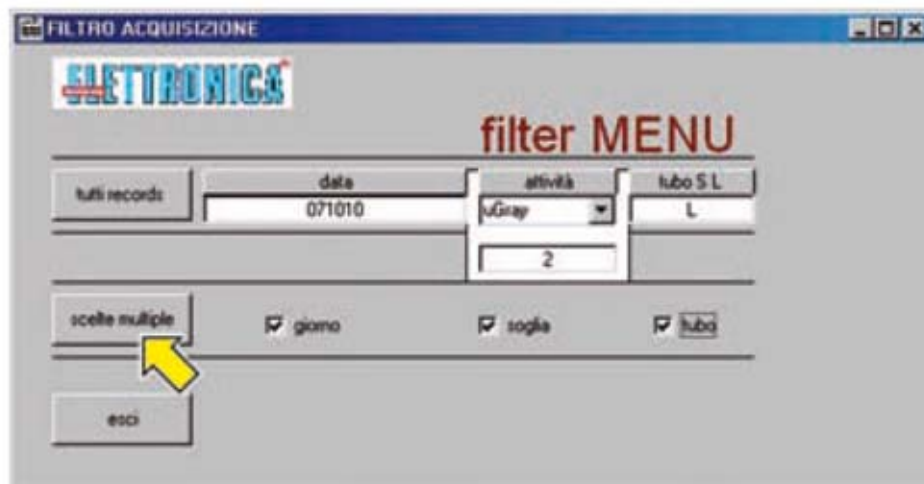 FILTRO ACQUISIZIONE
ELETTRONICA
filter MENU
tutti records
data
attività
tubo S L
071010
uGray
L
2
scelte multiple
giorno
soglia
tubo
esci